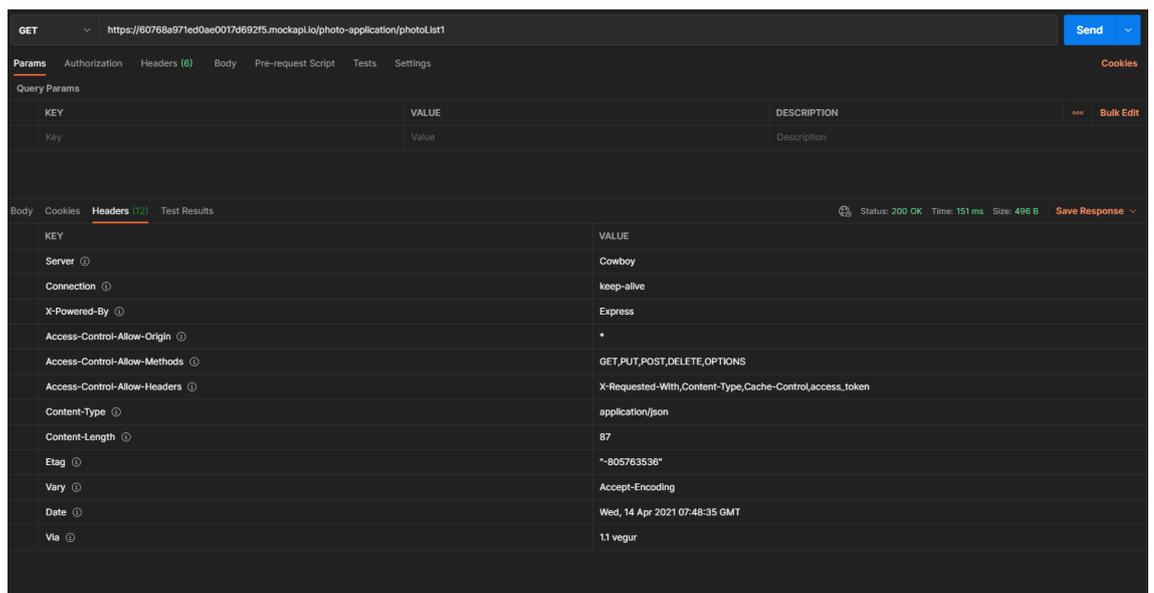 GET https://60768a971ed0ae0017d692f5.mockapi.io/photo-application/photoList1 Send
Params Authorization Headers (6) Body Pre-request Script Tests Settings Cookies
Query Params
KEY VALUE DESCRIPTION ooo Bulk Edit
Key Value Description
Body Cookies Headers (12) Test Results Status: 200 OK Time: 151 ms Size: 496 B Save Response
KEY VALUE
Server Cowboy
Connection keep-alive
X-Powered-By Express
Access-Control-Allow-Origin *
Access-Control-Allow-Methods GET,PUT,POST,DELETE,OPTIONS
Access-Control-Allow-Headers X-Requested-With,Content-Type,Cache-Control,access_token
Content-Type application/json
Content-Length 87
Etag "-805763536"
Vary Accept-Encoding
Date Wed, 14 Apr 2021 07:48:35 GMT
Via 1.1 vegur